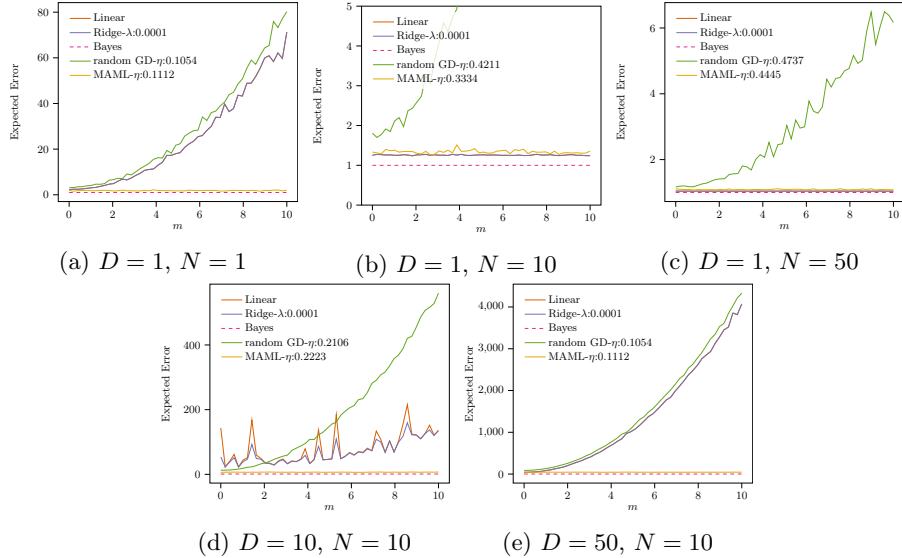 Linear
Ridge-λ:0.0001
Bayes
random GD-η:0.1054
MAML-η:0.1112
Expected Error
80
60
40
20
0
0 2 4 6 8 10
m
(a) D = 1, N = 1
Linear
Ridge-λ:0.0001
Bayes
random GD-η:0.4211
MAML-η:0.3334
Expected Error
5
4
3
2
1
0
0 2 4 6 8 10
m
(b) D = 1, N = 10
Linear
Ridge-λ:0.0001
Bayes
random GD-η:0.4737
MAML-η:0.4445
Expected Error
6
4
2
0 2 4 6 8 10
m
(c) D = 1, N = 50
Linear
Ridge-λ:0.0001
Bayes
random GD-η:0.2106
MAML-η:0.2223
Expected Error
400
200
0
0 2 4 6 8 10
m
(d) D = 10, N = 10
Linear
Ridge-λ:0.0001
Bayes
random GD-η:0.1054
MAML-η:0.1112
Expected Error
4,000
3,000
2,000
1,000
0
0 2 4 6 8 10
m
(e) D = 50, N = 10